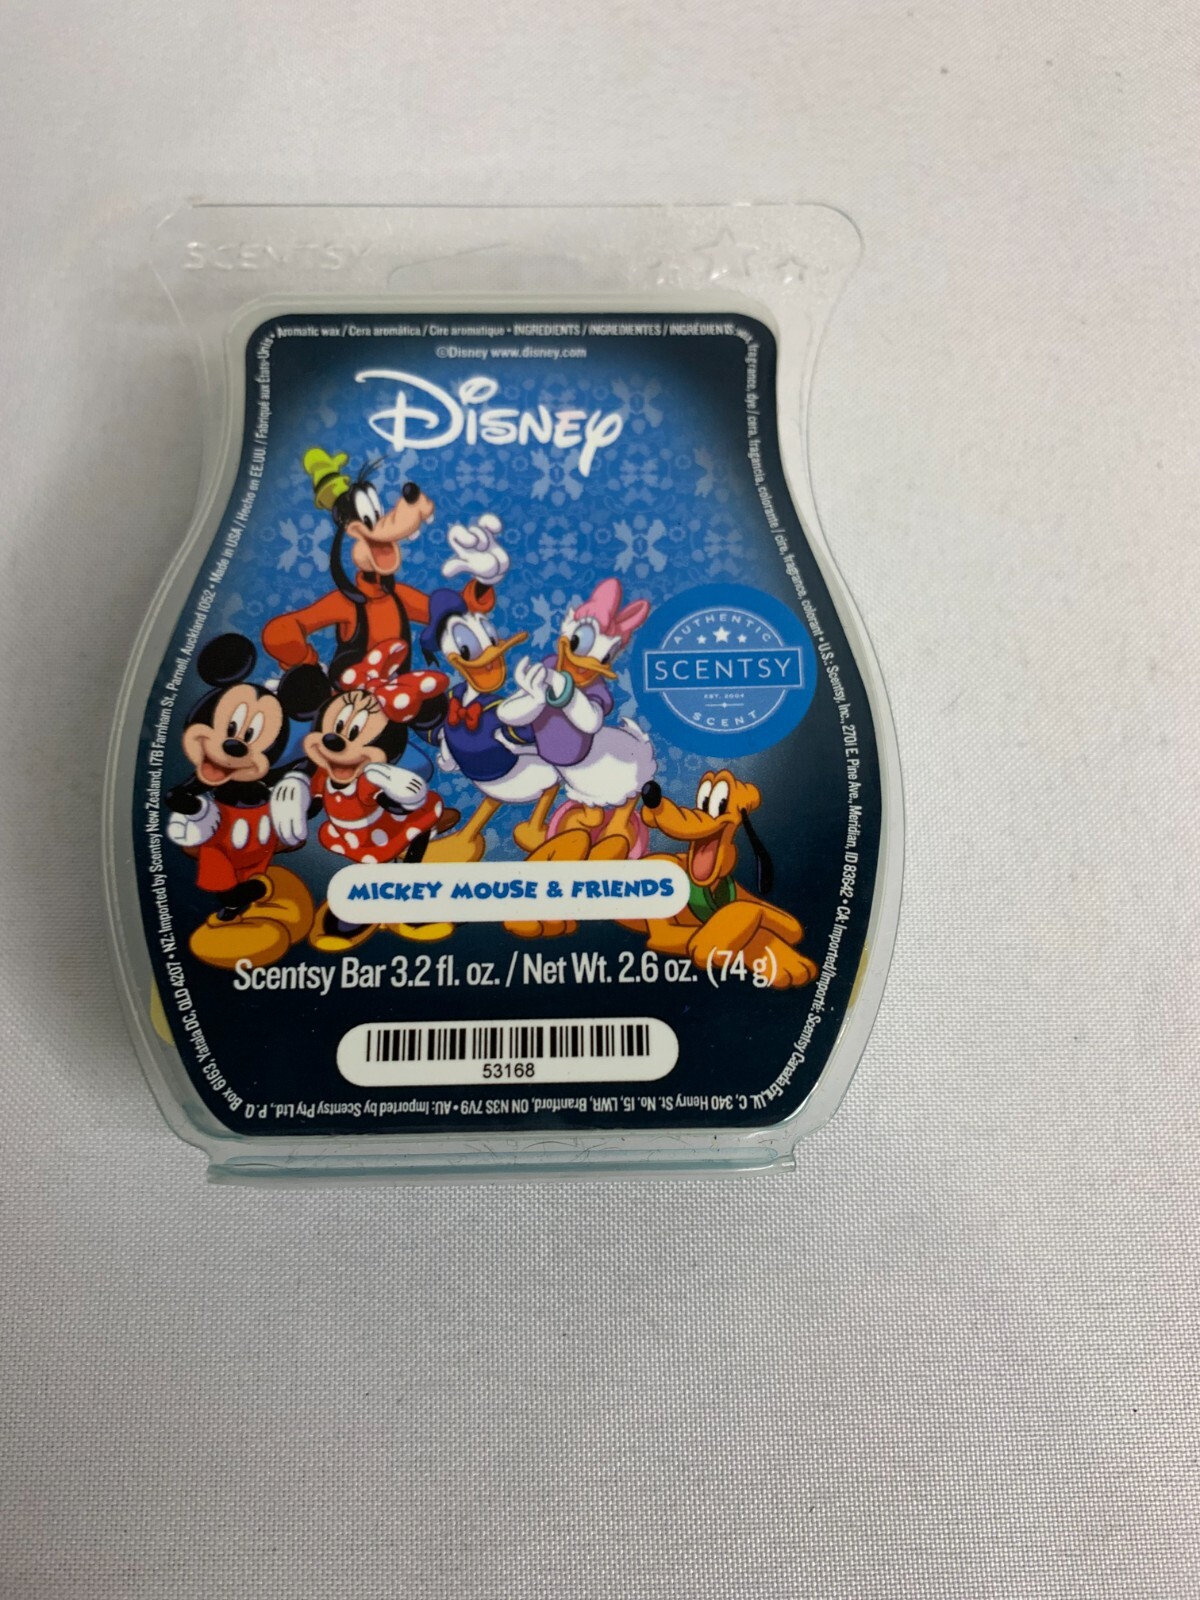 SCENTSY
Aromatic wax / Cera aromática / Cire aromatique • INGREDIENTS / INGREDIENTES / INGRÉDIENTS:
wax, fragrance, dye / cera, fragancia, colorante / cire, fragrance, colorant • U.S.: Scentsy, Inc., 2701 E. Pine Ave., Meridian, ID 83642 • CA: Imported/Importé: Scentsy Canada Ent., U
C, 340 Henry St. No. 15, LWR, Brantford, ON N3S 7V9 • AU: Imported by Scentsy Pty Ltd., P.O.
Box 6163, Yatala DC, QLD 4207 • NZ: Imported by Scentsy New Zealand, 17B Farnham St., Parnell, Auckland 1052 • Made in USA / Hecho en EE.UU. / Fabriqué aux États-Unis •
©Disney www.disney.com
Disney
AUTHENTIC
SCENTSY
EST. 2004
SCENT
MICKEY MOUSE & FRIENDS
Scentsy Bar 3.2 fl. oz. / Net Wt. 2.6 oz. (74 g)
53168